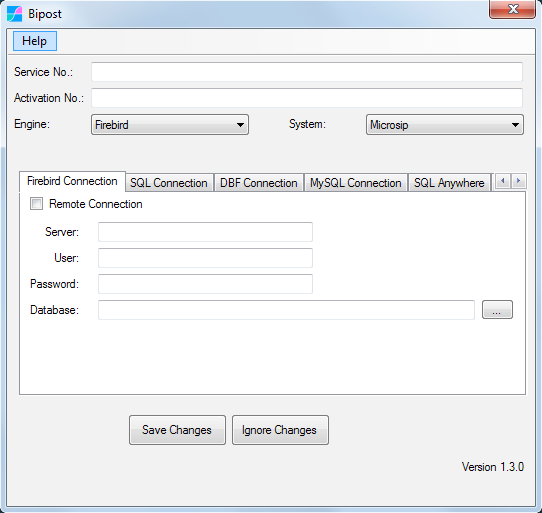 Bipost
Help
Service No.:
Activation No.:
Engine: Firebird System: Microsip
Firebird Connection SQL Connection DBF Connection MySQL Connection SQL Anywhere
Remote Connection
Server:
User:
Password:
Database: ...
Save Changes Ignore Changes
Version 1.3.0